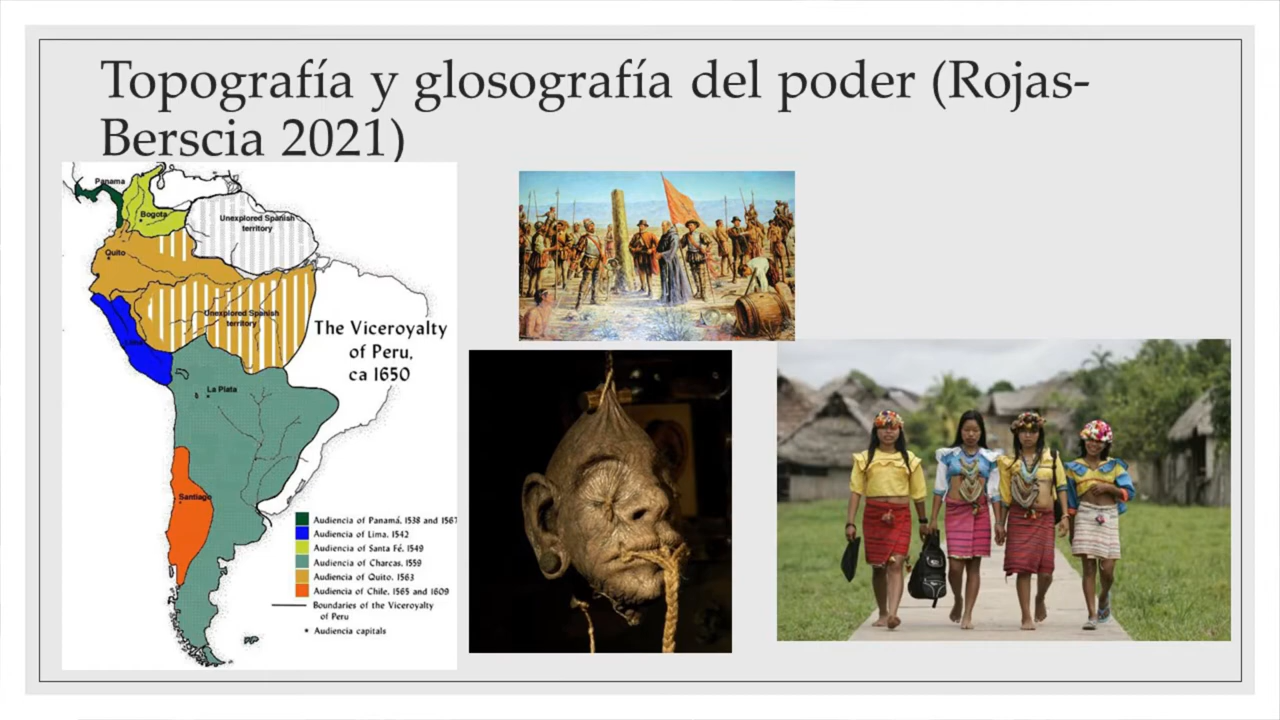 Topografía y glosografía del poder (Rojas-
Berscia 2021)
Panama
Bogota
Unexplored Spanish
territory
Quito
Unexplored Spanish
territory
Lima
The Viceroyalty
of Peru,
ca 1650
La Plata
Santiago
Audiencia of Panamá, 1538 and 1567
Audiencia of Lima, 1542
Audiencia of Santa Fé, 1549
Audiencia of Charcas, 1559
Audiencia of Quito, 1563
Audiencia of Chile, 1565 and 1609
Boundaries of the Viceroyalty
of Peru
Audiencia capitals